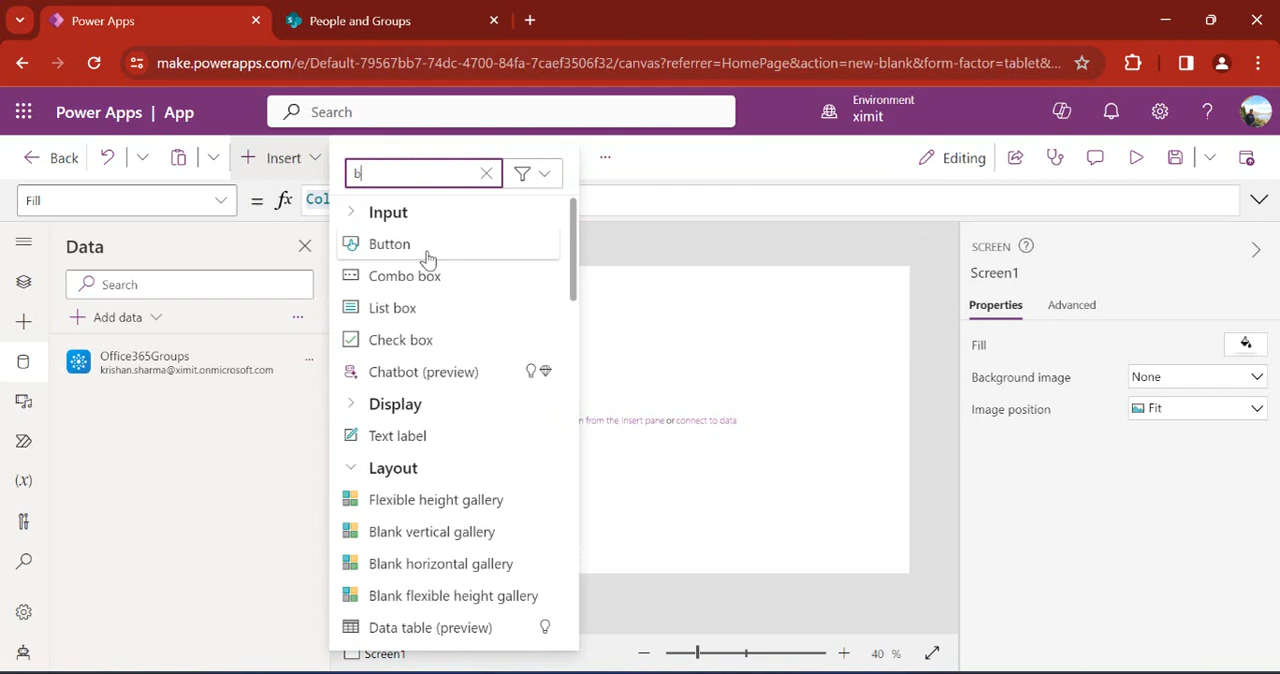 Power Apps
People and Groups
make.powerapps.com/e/Default-79567bb7-74dc-4700-84fa-7caef3506f32/canvas?referrer=HomePage&action=new-blank&form-factor=tablet&...
Power Apps | App
Search
Environment
ximit
Back
Insert
Editing
Fill
= fx
Col
b
Data
Search
Add data
Office365Groups
krishan.sharma@ximit.onmicrosoft.com
Input
Button
Combo box
List box
Check box
Chatbot (preview)
Display
Text label
Layout
Flexible height gallery
Blank vertical gallery
Blank horizontal gallery
Blank flexible height gallery
Data table (preview)
from the Insert pane or connect to data
Screen1
40 %
SCREEN
Screen1
Properties
Advanced
Fill
Background image
None
Image position
Fit